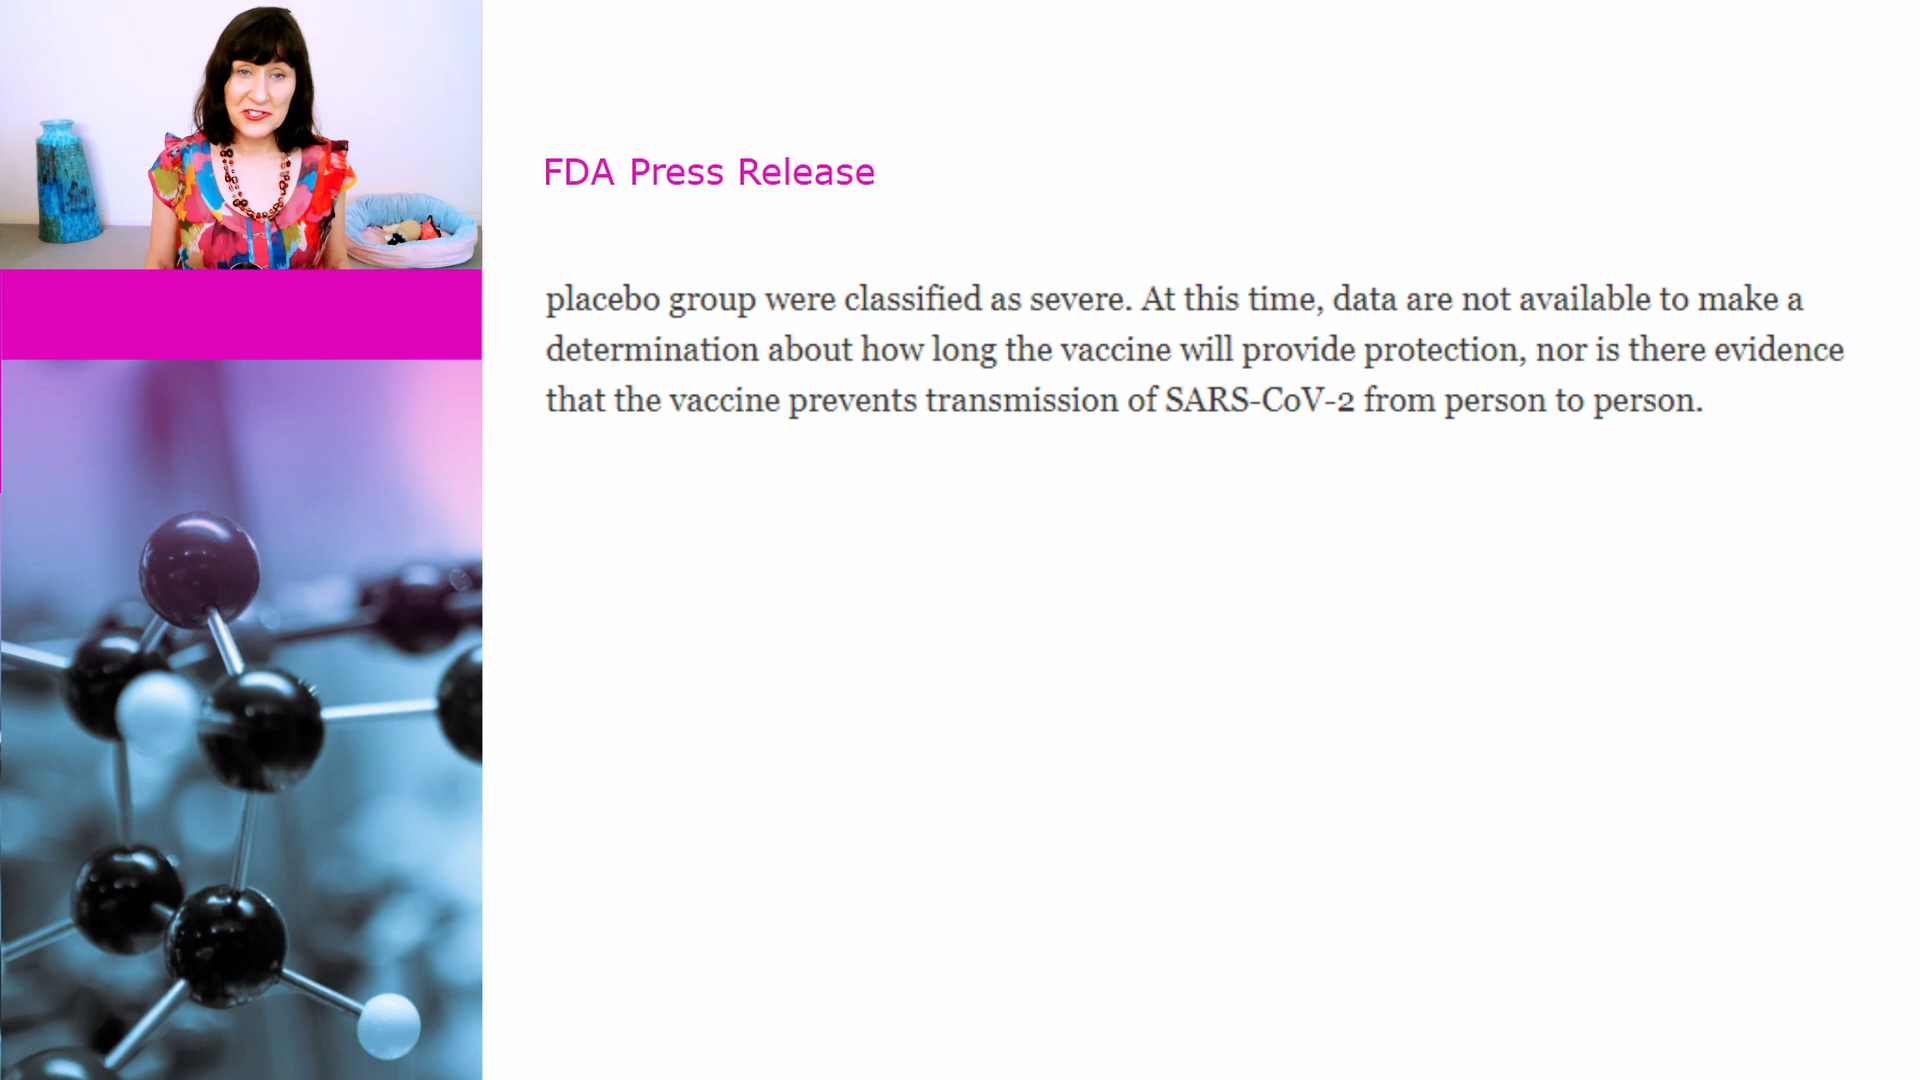 FDA Press Release
placebo group were classified as severe. At this time, data are not available to make a
determination about how long the vaccine will provide protection, nor is there evidence
that the vaccine prevents transmission of SARS-CoV-2 from person to person.